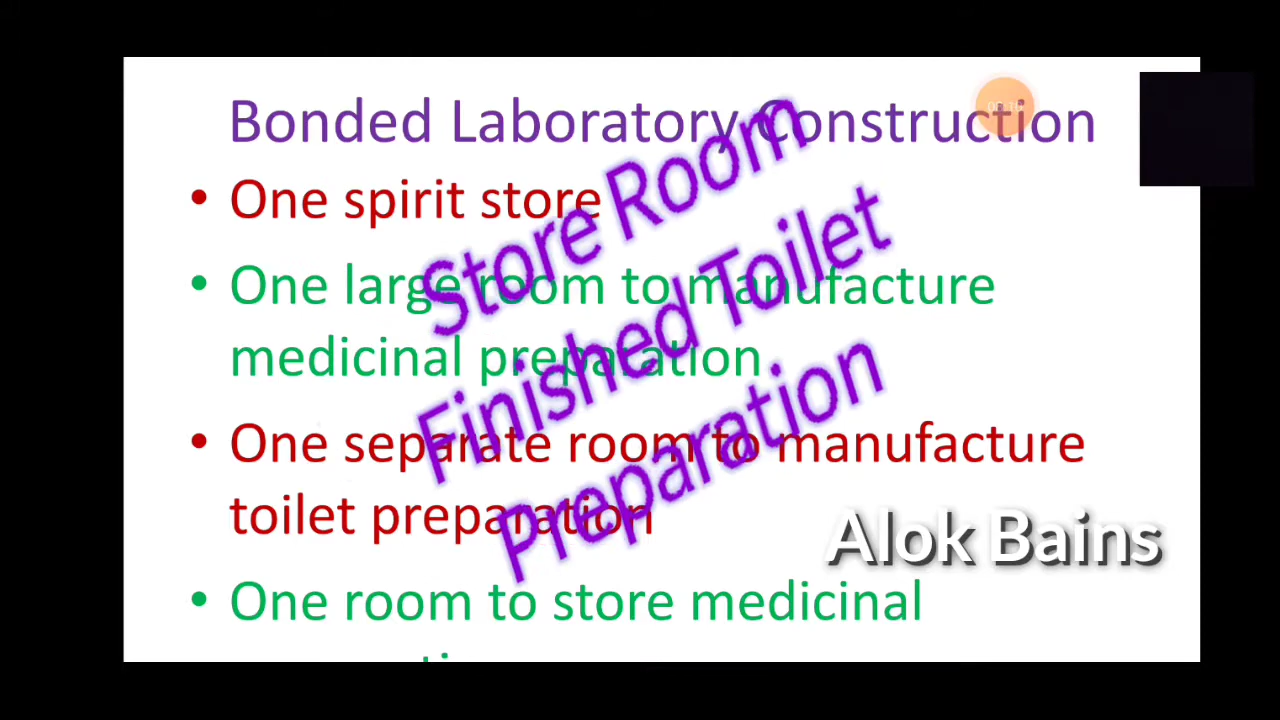 Bonded Laboratory Construction
• One spirit store
• One large room to manufacture
medicinal preparation
• One separate room to manufacture
toilet preparation
• One room to store medicinal
Store Room
Finished Toilet
Preparation
Alok Bains